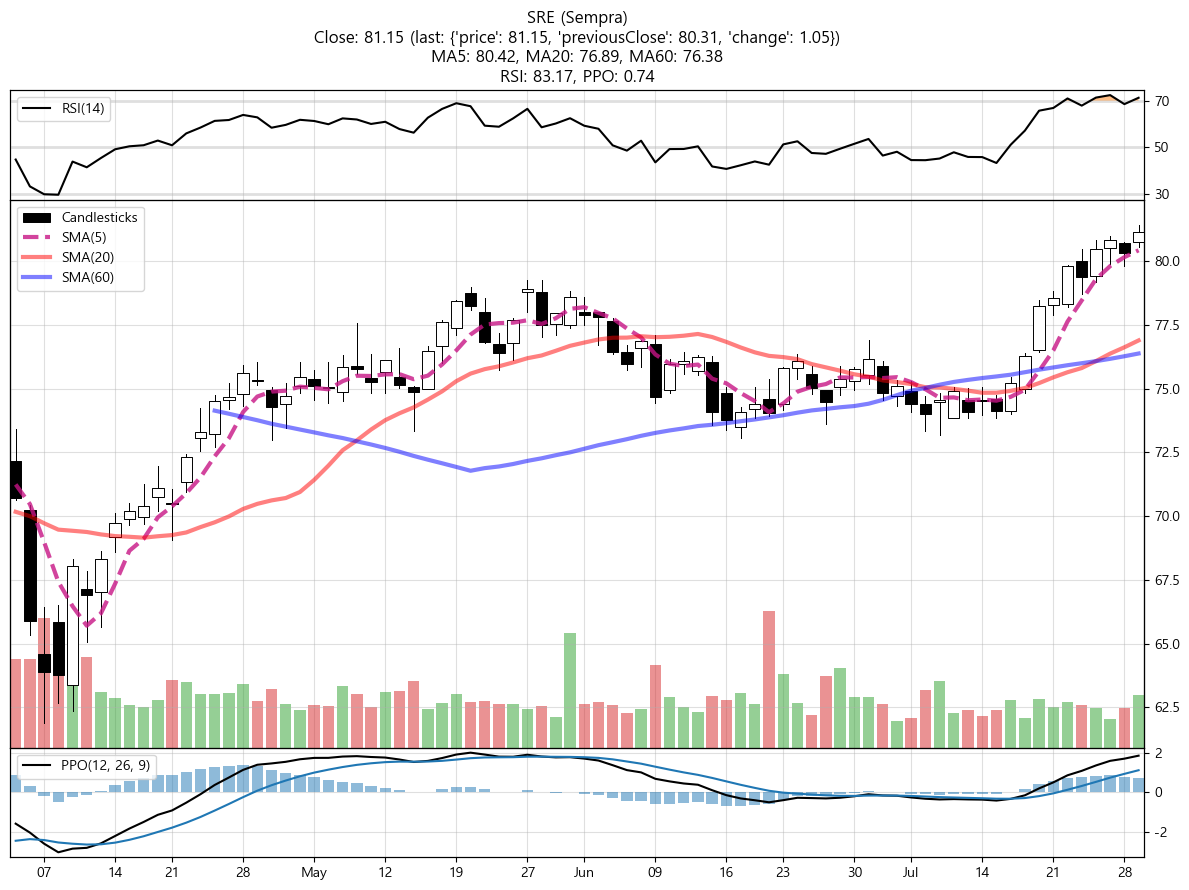 SRE (Sempra)
Close: 81.15 (last: {'price': 81.15, 'previousClose': 80.31, 'change': 1.05})
MA5: 80.42, MA20: 76.89, MA60: 76.38
RSI: 83.17, PPO: 0.74
RSI(14)
70
50
30
Candlesticks
SMA(5)
SMA(20)
SMA(60)
80.0
77.5
75.0
72.5
70.0
67.5
65.0
62.5
PPO(12, 26, 9)
2
0
-2
07 14 21 28 May 12 19 27 Jun 09 16 23 30 Jul 14 21 28